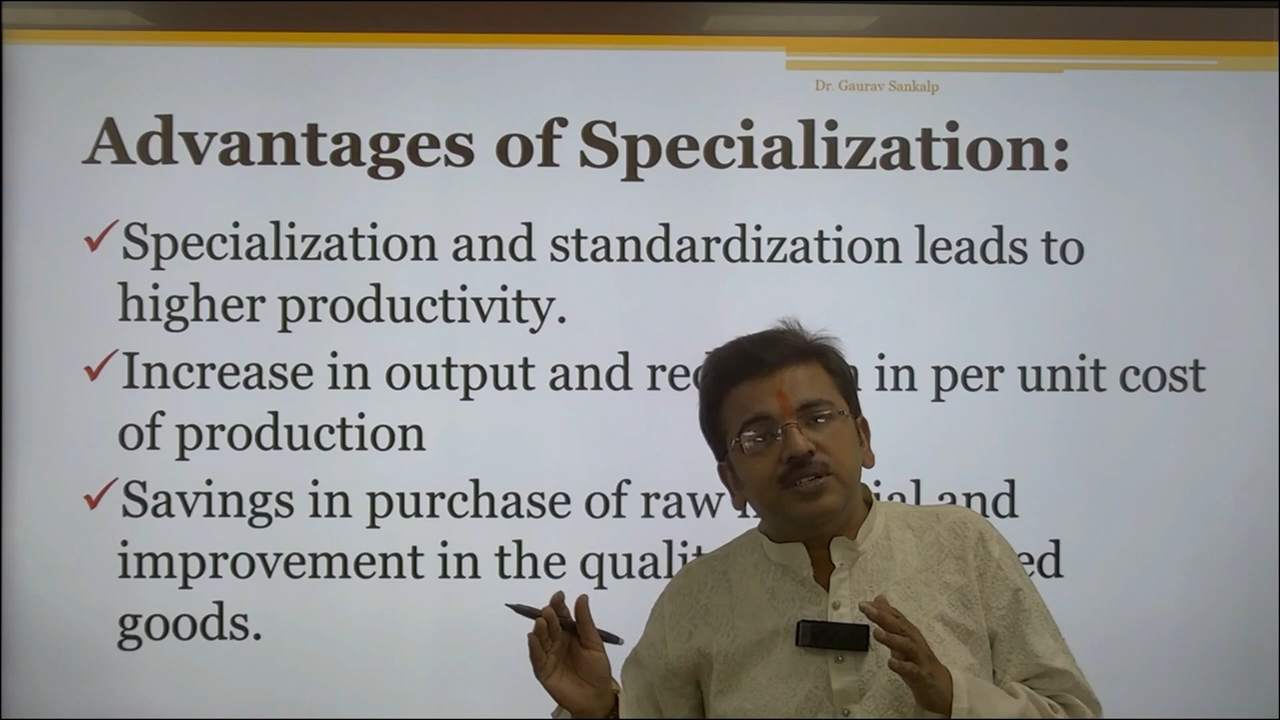 Dr. Gaurav Sankalp
Advantages of Specialization:
✓Specialization and standardization leads to
higher productivity.
✓Increase in output and in per unit cost
of production
✓Savings in purchase of raw and
improvement in the
goods.